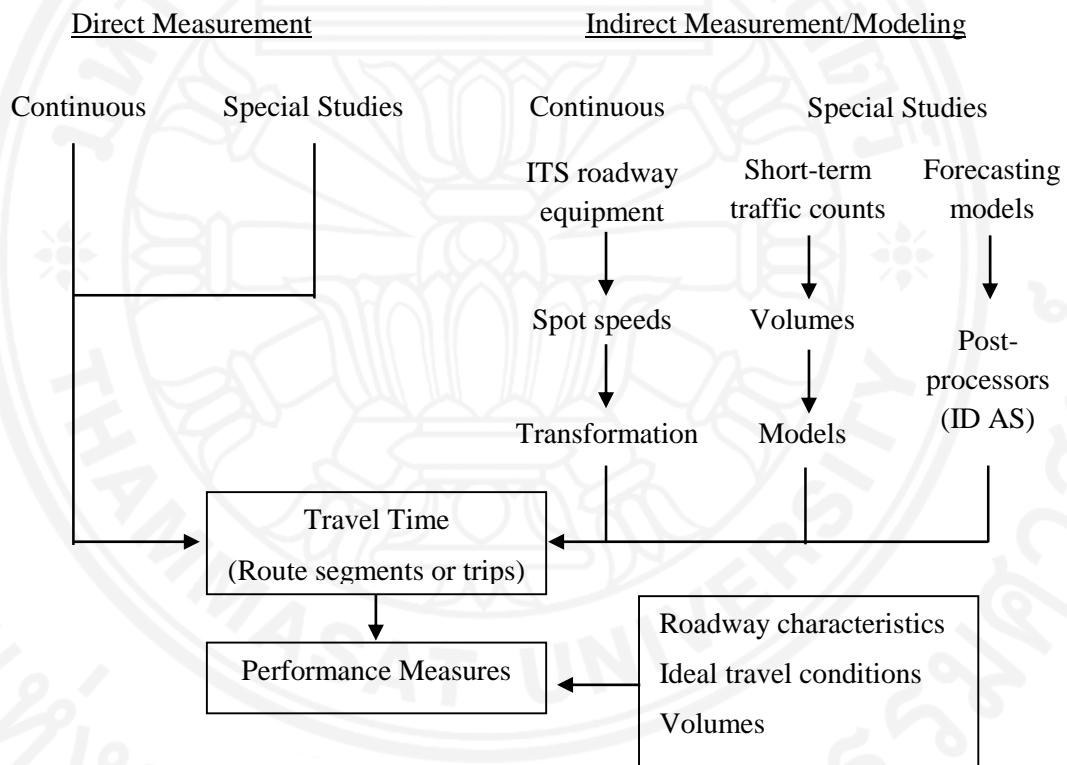 Direct Measurement
Indirect Measurement/Modeling
Continuous
Special Studies
Continuous
Special Studies
ITS roadway
equipment
Short-term
traffic counts
Forecasting
models
Spot speeds
Volumes
Post-
processors
(ID AS)
Transformation
Models
Travel Time
(Route segments or trips)
Performance Measures
Roadway characteristics
Ideal travel conditions
Volumes
THAMMASAT UNIVERSITY